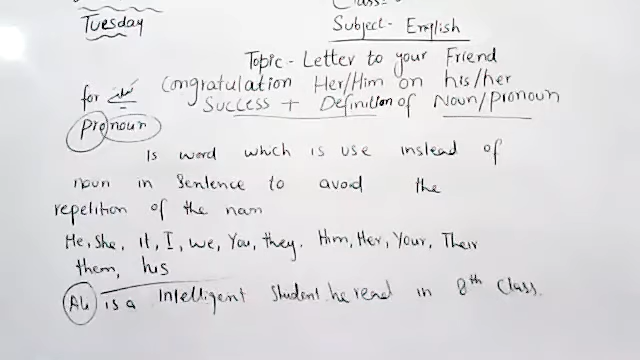 Class-
Tuesday
Subject- English
Topic - Letter to your Friend
for Congratulation Her/Him on his/her
Success + Definition of Noun/pronoun
Pronoun
Is word which is use instead of
noun in Sentence to avoid the
repetition of the nam
He, She, it, I, we, You, they. Him, Her, Your, Their
them, his
Ali is a Intelligent Student. he read in 8th Class.